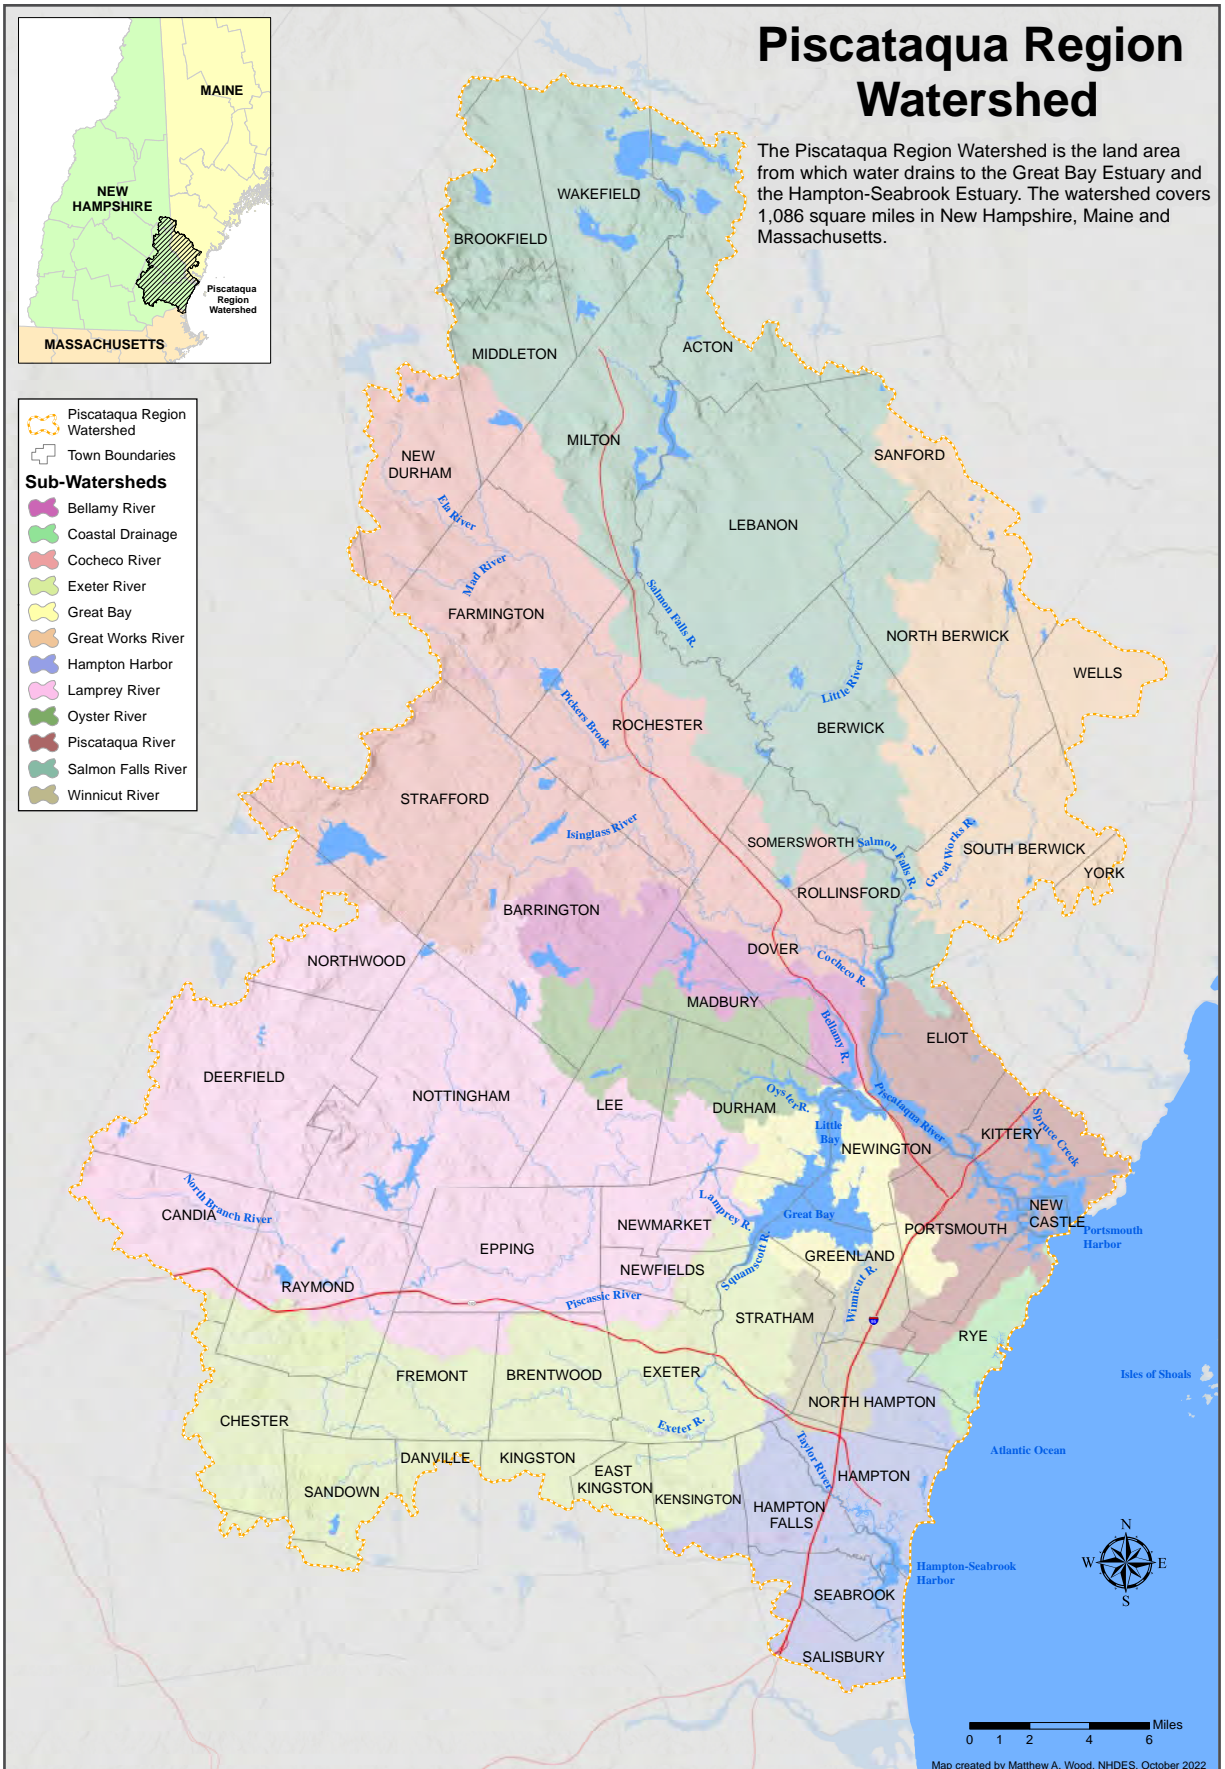 Piscataqua Region
Watershed
The Piscataqua Region Watershed is the land area
from which water drains to the Great Bay Estuary and
the Hampton-Seabrook Estuary. The watershed covers
1,086 square miles in New Hampshire, Maine and
Massachusetts.
MAINE
NEW
HAMPSHIRE
Piscataqua
Region
Watershed
MASSACHUSETTS
Piscataqua Region
Watershed
Town Boundaries
Sub-Watersheds
Bellamy River
Coastal Drainage
Cocheco River
Exeter River
Great Bay
Great Works River
Hampton Harbor
Lamprey River
Oyster River
Piscataqua River
Salmon Falls River
Winnicut River
WAKEFIELD
BROOKFIELD
MIDDLETON
ACTON
MILTON
NEW
DURHAM
SANFORD
Ela River
LEBANON
Mad River
Salmon Falls R.
FARMINGTON
NORTH BERWICK
WELLS
Little River
Pickers Brook
ROCHESTER
BERWICK
STRAFFORD
Isinglass River
SOMERSWORTH
Salmon Falls R.
Great Works R.
SOUTH BERWICK
YORK
ROLLINSFORD
BARRINGTON
DOVER
NORTHWOOD
Cocheco R.
MADBURY
Bellamy R.
ELIOT
DEERFIELD
NOTTINGHAM
LEE
DURHAM
Oyster R.
Piscataqua River
Little
Bay
NEWINGTON
KITTERY
Spruce Creek
North Branch River
CANDIA
NEWMARKET
Lamprey R.
Great Bay
PORTSMOUTH
NEW
CASTLE
Portsmouth
Harbor
EPPING
GREENLAND
NEWFIELDS
Squamscott R.
RAYMOND
Piscassic River
Winnicut R.
STRATHAM
95
RYE
FREMONT
BRENTWOOD
EXETER
Isles of Shoals
NORTH HAMPTON
CHESTER
Exeter R.
Atlantic Ocean
DANVILLE
KINGSTON
Taylor River
EAST
KINGSTON
HAMPTON
SANDOWN
KENSINGTON
HAMPTON
FALLS
Hampton-Seabrook
Harbor
N
W
E
S
SEABROOK
SALISBURY
Miles
0 1 2 4 6
Map created by Matthew A. Wood, NHDES, October 2022